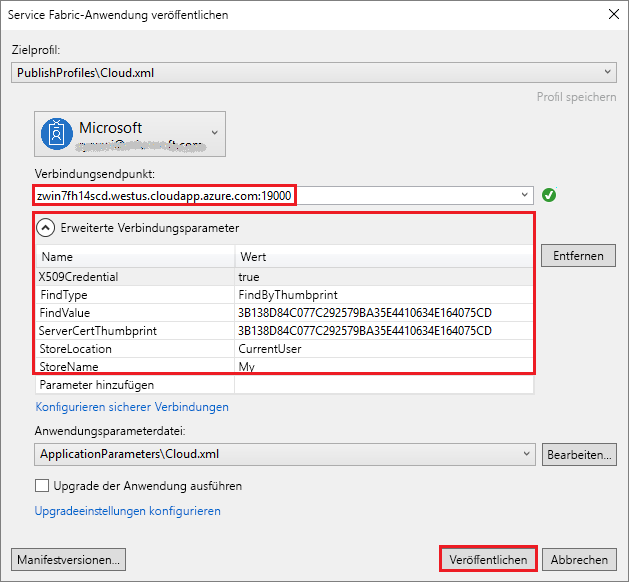 Service Fabric-Anwendung veröffentlichen
Zielprofil:
PublishProfiles\Cloud.xml
Profil speichern
Microsoft
Verbindungsendpunkt:
zwin7fh14scd.westus.cloudapp.azure.com:19000
Erweiterte Verbindungsparameter
Name Wert
Entfernen
X509Credential true
FindType FindByThumbprint
FindValue 3B138D84C077C292579BA35E4410634E164075CD
ServerCertThumbprint 3B138D84C077C292579BA35E4410634E164075CD
StoreLocation CurrentUser
StoreName My
Parameter hinzufügen
Konfigurieren sicherer Verbindungen
Anwendungsparameterdatei:
ApplicationParameters\Cloud.xml Bearbeiten...
Upgrade der Anwendung ausführen
Upgradeeinstellungen konfigurieren
Manifestversionen... Veröffentlichen Abbrechen